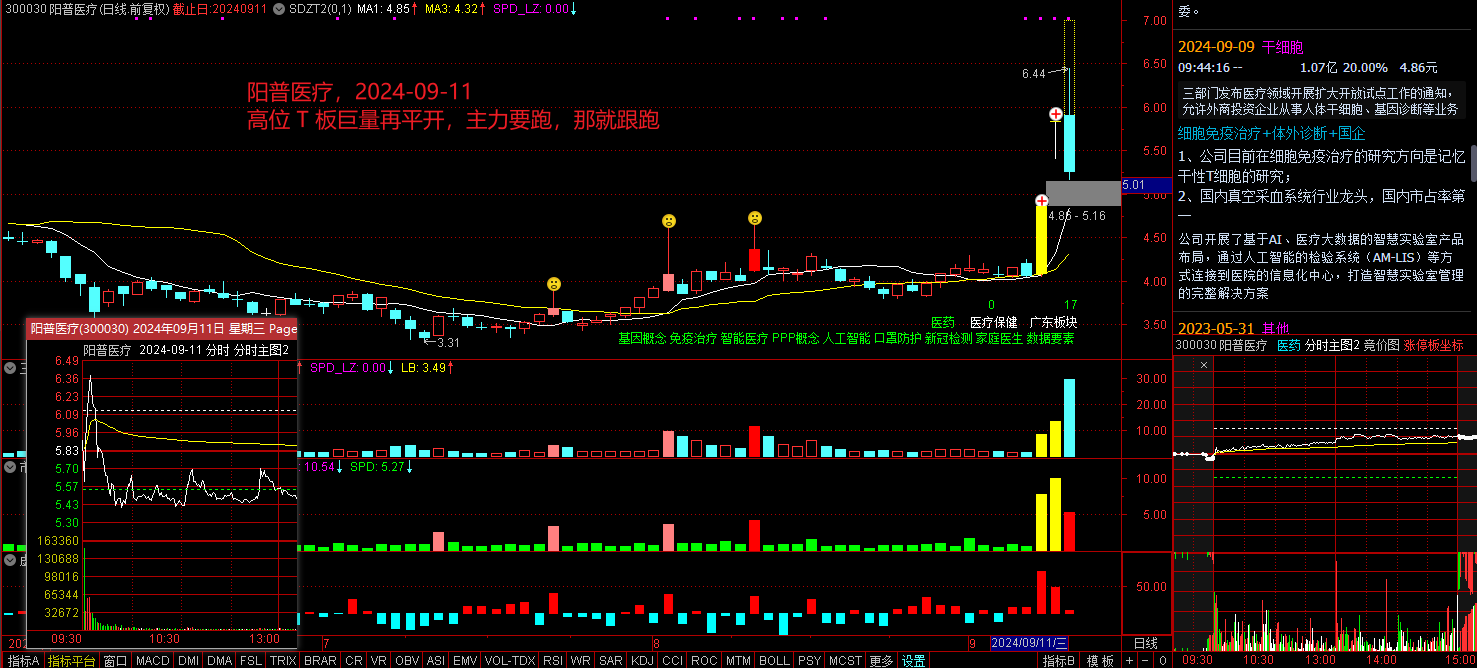 300030 阳普医疗(日线.前复权) 截止日:20240911 SDZT2(0,1) MA1: 4.85↑ MA3: 4.32↑ SPD_LZ: 0.00↓
阳普医疗，2024-09-11
高位 T 板巨量再平开，主力要跑，那就跟跑
6.44
4.86 - 5.16
3.31
0
17
医药 医疗保健 广东板块
基因概念 免疫治疗 智能医疗 PPP概念 人工智能 口罩防护 新冠检测 家庭医生 数据要素
7.00
6.50
6.00
5.50
5.01
5.00
4.50
4.00
3.50
SPD_LZ: 0.00↓ LB: 3.49↑
30.00
20.00
10.00
10.54↓ SPD: 5.27↓
10.00
5.00
50.00
阳普医疗(300030) 2024年09月11日 星期三 Page
阳普医疗 2024-09-11 分时 分时主图2
6.49
6.36
6.23
6.09
5.96
5.83
5.70
5.57
5.43
5.30
163360
130688
98016
65344
32672
09:30 10:30 13:00
7 8 9 2024/09/11/三 日线
指标A 指标平台 窗口 MACD DMI DMA FSL TRIX BRAR CR VR OBV ASI EMV VOL-TDX RSI WR SAR KDJ CCI ROC MTM BOLL PSY MCST 更多 设置 指标B 模板 + - 0
委。
2024-09-09 干细胞
09:44:16 -- 1.07亿 20.00% 4.86元
三部门发布医疗领域开展扩大开放试点工作的通知，
允许外商投资企业从事人体干细胞、基因诊断等业务
细胞免疫治疗+体外诊断+国企
1、公司目前在细胞免疫治疗的研究方向是记忆
干性T细胞的研究；
2、国内真空采血系统行业龙头，国内市占率第
一
公司开展了基于AI、医疗大数据的智慧实验室产品
布局，通过人工智能的检验系统（AM-LIS）等方
式连接到医院的信息化中心，打造智慧实验室管理
的完整解决方案
2023-05-31 其他
300030 阳普医疗 医药 分时主图2 竞价图 涨停板坐标
09:30 10:30 13:00 14:00 15:00